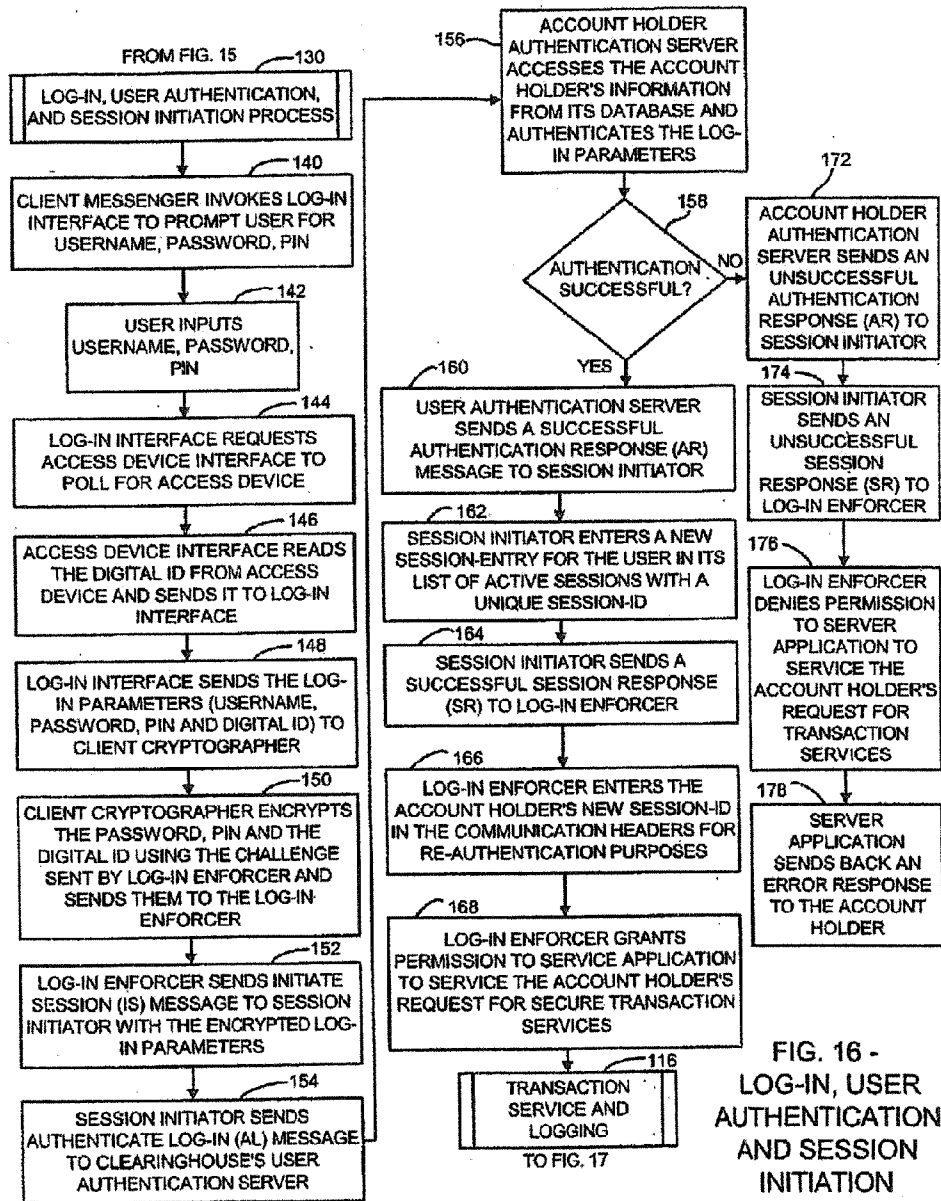 FROM FIG. 15
130
LOG-IN, USER AUTHENTICATION,
AND SESSION INITIATION PROCESS
140
CLIENT MESSENGER INVOKES LOG-IN
INTERFACE TO PROMPT USER FOR
USERNAME, PASSWORD, PIN
142
USER INPUTS
USERNAME, PASSWORD,
PIN
144
LOG-IN INTERFACE REQUESTS
ACCESS DEVICE INTERFACE TO
POLL FOR ACCESS DEVICE
146
ACCESS DEVICE INTERFACE READS
THE DIGITAL ID FROM ACCESS
DEVICE AND SENDS IT TO LOG-IN
INTERFACE
148
LOG-IN INTERFACE SENDS THE LOG-
IN PARAMETERS (USERNAME,
PASSWORD, PIN AND DIGITAL ID) TO
CLIENT CRYPTOGRAPHER
150
CLIENT CRYPTOGRAPHER ENCRYPTS
THE PASSWORD, PIN AND THE
DIGITAL ID USING THE CHALLENGE
SENT BY LOG-IN ENFORCER AND
SENDS THEM TO THE LOG-IN
ENFORCER
152
LOG-IN ENFORCER SENDS INITIATE
SESSION (IS) MESSAGE TO SESSION
INITIATOR WITH THE ENCRYPTED LOG-
IN PARAMETERS
154
SESSION INITIATOR SENDS
AUTHENTICATE LOG-IN (AL) MESSAGE
TO CLEARINGHOUSE'S USER
AUTHENTICATION SERVER
156
ACCOUNT HOLDER
AUTHENTICATION SERVER
ACCESSES THE ACCOUNT
HOLDER'S INFORMATION
FROM ITS DATABASE AND
AUTHENTICATES THE LOG-
IN PARAMETERS
158
AUTHENTICATION
SUCCESSFUL?
NO
YES
160
USER AUTHENTICATION SERVER
SENDS A SUCCESSFUL
AUTHENTICATION RESPONSE (AR)
MESSAGE TO SESSION INITIATOR
162
SESSION INITIATOR ENTERS A NEW
SESSION-ENTRY FOR THE USER IN ITS
LIST OF ACTIVE SESSIONS WITH A
UNIQUE SESSION-ID
164
SESSION INITIATOR SENDS A
SUCCESSFUL SESSION RESPONSE
(SR) TO LOG-IN ENFORCER
166
LOG-IN ENFORCER ENTERS THE
ACCOUNT HOLDER'S NEW SESSION-ID
IN THE COMMUNICATION HEADERS FOR
RE-AUTHENTICATION PURPOSES
168
LOG-IN ENFORCER GRANTS
PERMISSION TO SERVICE APPLICATION
TO SERVICE THE ACCOUNT HOLDER'S
REQUEST FOR SECURE TRANSACTION
SERVICES
116
TRANSACTION
SERVICE AND
LOGGING
TO FIG. 17
172
ACCOUNT HOLDER
AUTHENTICATION
SERVER SENDS AN
UNSUCCESSFUL
AUTHENTICATION
RESPONSE (AR) TO
SESSION INITIATOR
174
SESSION INITIATOR
SENDS AN
UNSUCCESSFUL
SESSION
RESPONSE (SR) TO
LOG-IN ENFORCER
176
LOG-IN ENFORCER
DENIES PERMISSION
TO SERVER
APPLICATION TO
SERVICE THE
ACCOUNT HOLDER'S
REQUEST FOR
TRANSACTION
SERVICES
178
SERVER
APPLICATION
SENDS BACK AN
ERROR RESPONSE
TO THE ACCOUNT
HOLDER
FIG. 16 -
LOG-IN, USER
AUTHENTICATION
AND SESSION
INITIATION